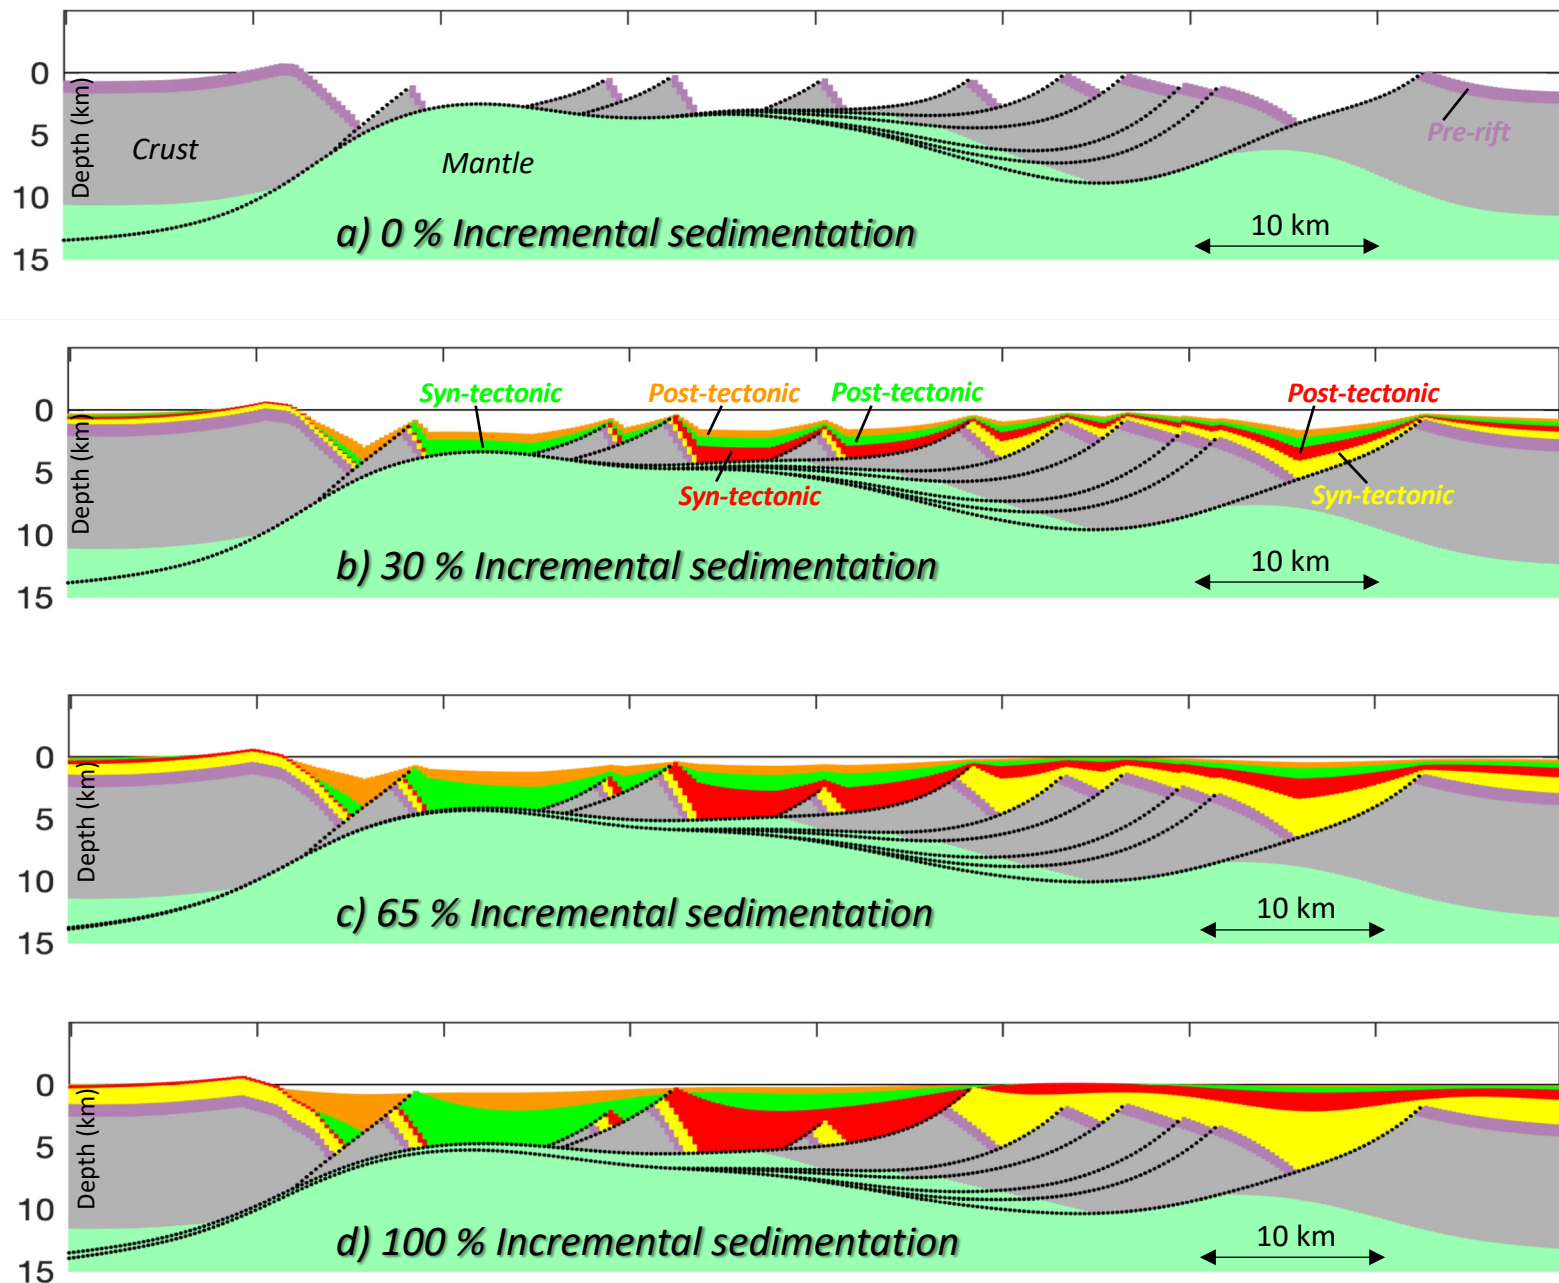 0
5
10
15
Depth (km)
Crust
Mantle
Pre-rift
a) 0 % Incremental sedimentation
10 km
0
5
10
15
Depth (km)
Syn-tectonic
Post-tectonic
Post-tectonic
Post-tectonic
Syn-tectonic
Syn-tectonic
b) 30 % Incremental sedimentation
10 km
0
5
10
15
Depth (km)
c) 65 % Incremental sedimentation
10 km
0
5
10
15
Depth (km)
d) 100 % Incremental sedimentation
10 km